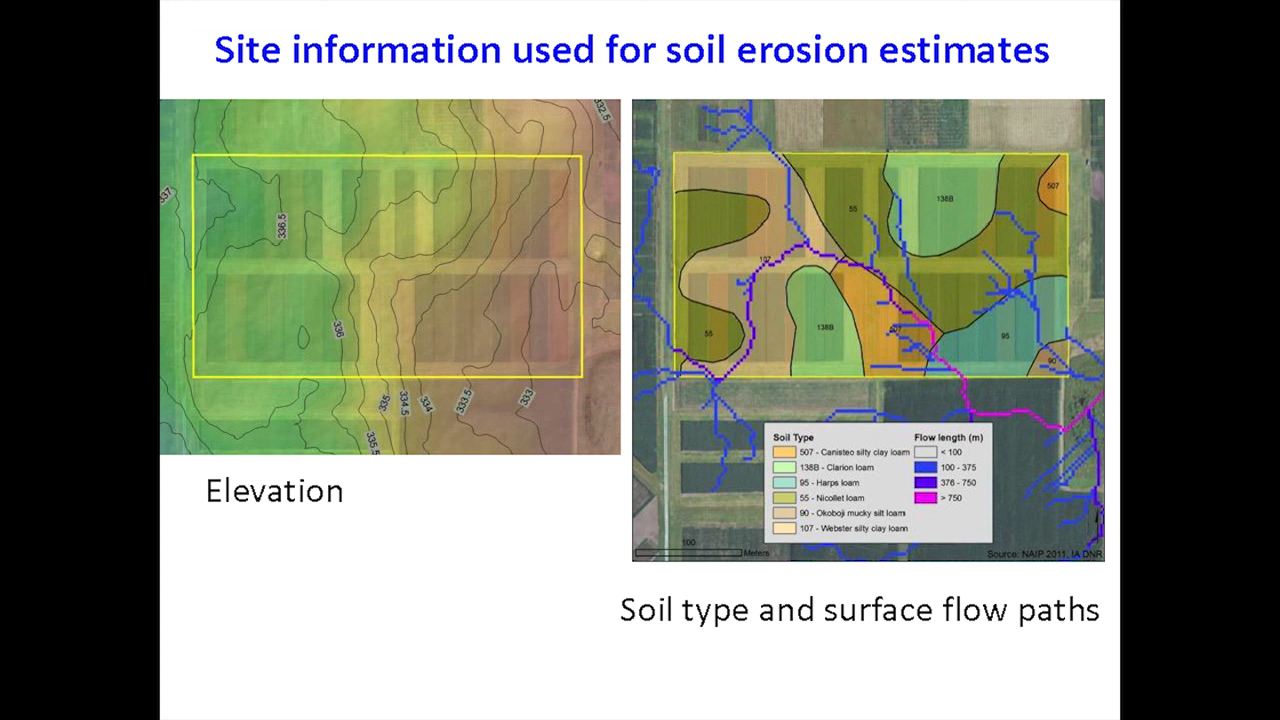 Site information used for soil erosion estimates
332.5
337
336.5
336
335
334.5
334
333.5
333
335.5
507
138B
55
107
138B
55
95
90
Soil Type
507 - Canisteo silty clay loam
138B - Clarion loam
95 - Harps loam
55 - Nicollet loam
90 - Okoboji mucky silt loam
107 - Webster silty clay loam
Flow length (m)
< 100
100 - 375
376 - 750
> 750
100
Meters
Source: NAIP 2011, IA DNR
Elevation
Soil type and surface flow paths